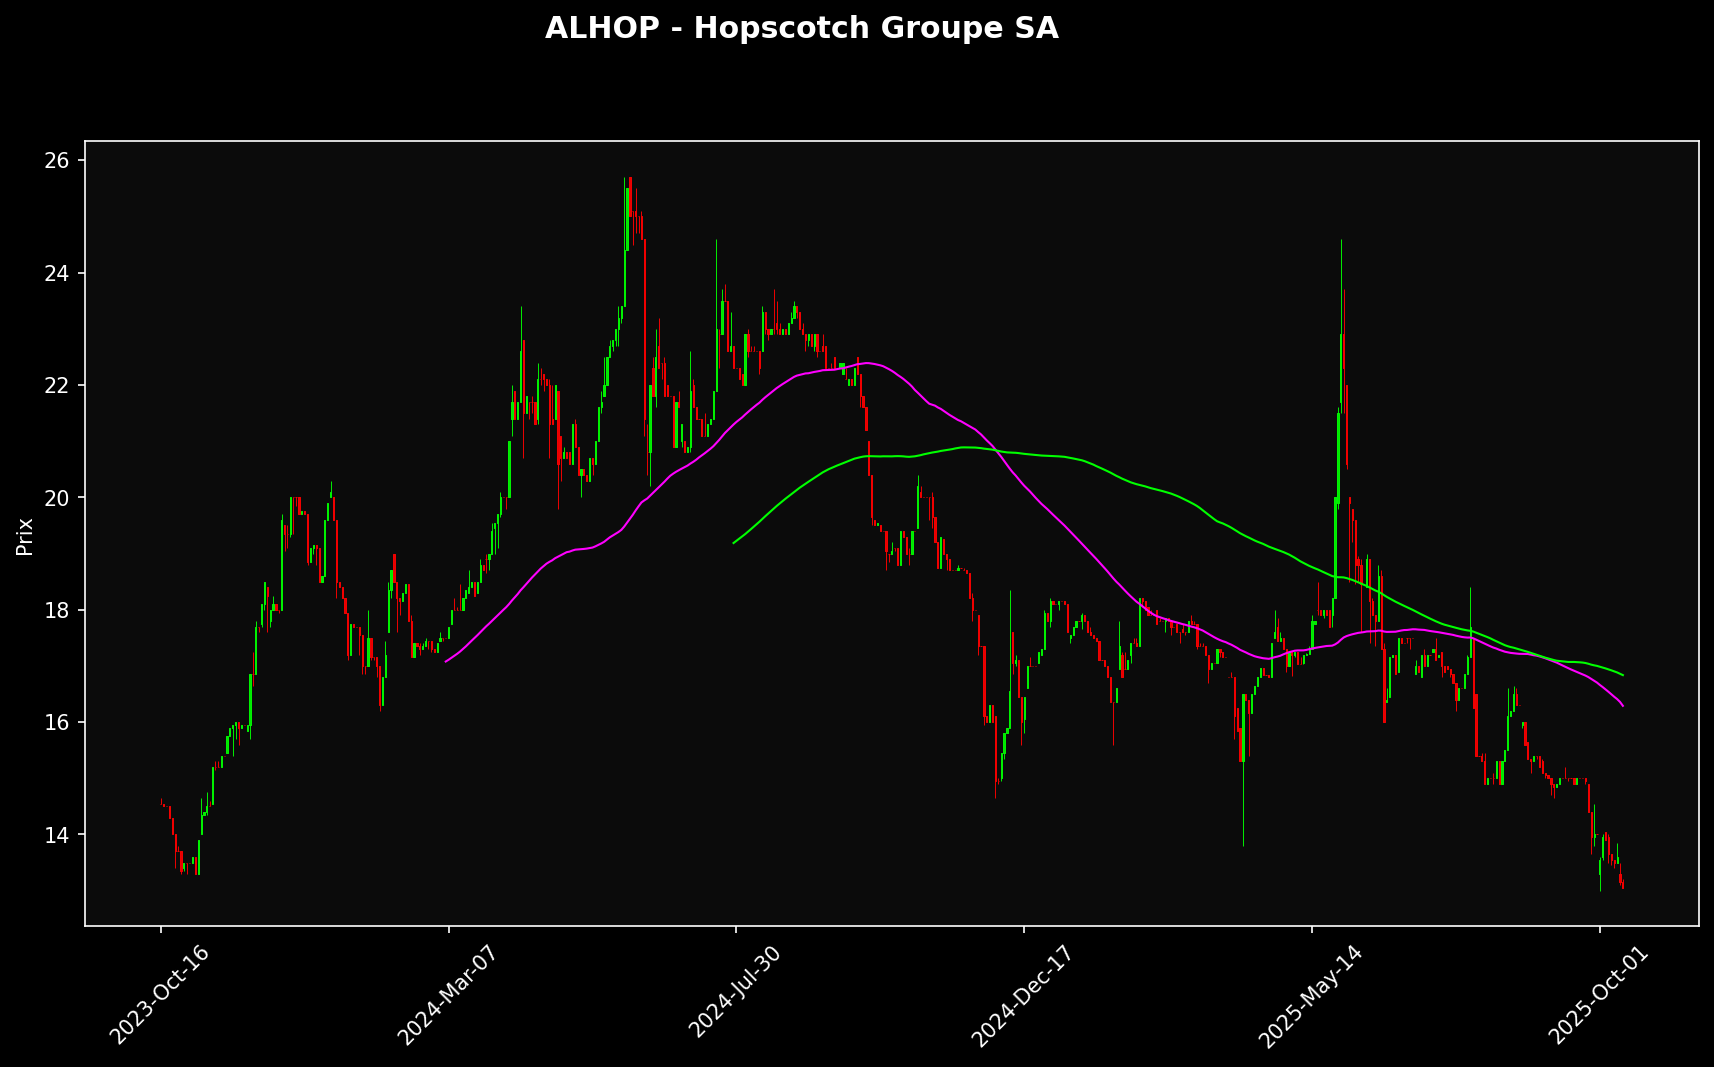 ALHOP - Hopscotch Groupe SA
Prix
26
24
22
20
18
16
14
2023-Oct-16
2024-Mar-07
2024-Jul-30
2024-Dec-17
2025-May-14
2025-Oct-01